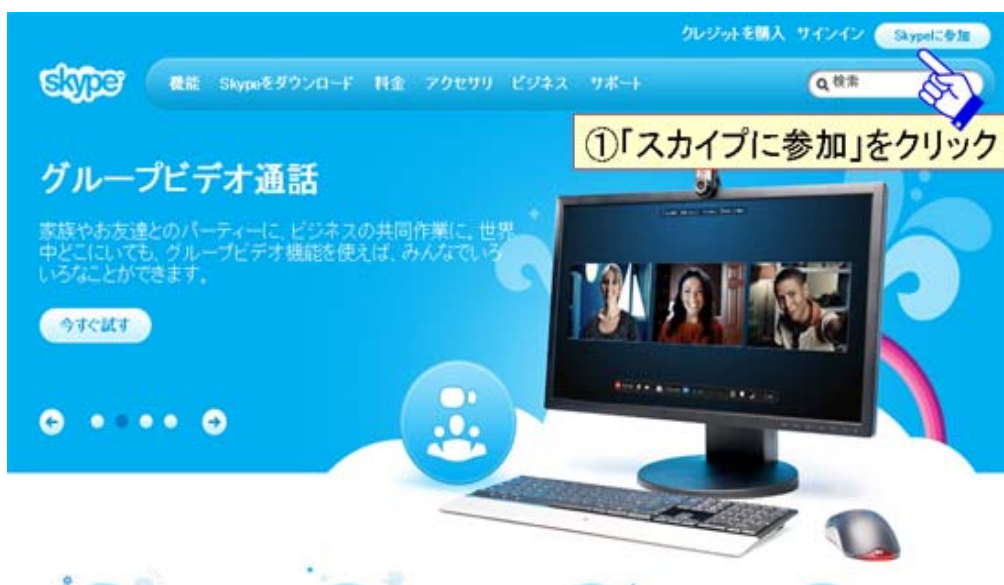 クレジットを購入 サインイン Skypeに参加
skype 機能 Skypeをダウンロード 料金 アクセサリ ビジネス サポート 検索
①「スカイプに参加」をクリック
グループビデオ通話
家族やお友達とのパーティーに、ビジネスの共同作業に。世界
中どこにいても、グループビデオ機能を使えば、みんなでいろ
いろなことができます。
今すぐ試す